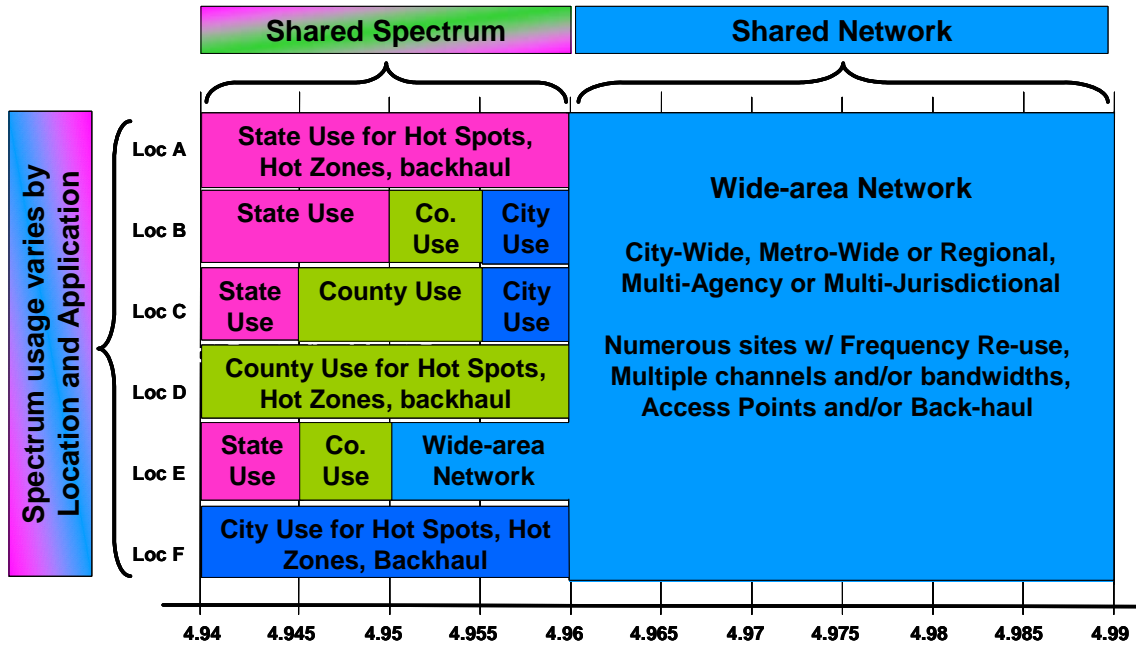 Shared Spectrum
Shared Network
Spectrum usage varies by
Location and Application
Loc A
State Use for Hot Spots,
Hot Zones, backhaul
Loc B
State Use
Co.
Use
City
Use
Loc C
State
Use
County Use
City
Use
Loc D
County Use for Hot Spots,
Hot Zones, backhaul
Loc E
State
Use
Co.
Use
Wide-area
Network
Loc F
City Use for Hot Spots, Hot
Zones, Backhaul
Wide-area Network
City-Wide, Metro-Wide or Regional,
Multi-Agency or Multi-Jurisdictional
Numerous sites w/ Frequency Re-use,
Multiple channels and/or bandwidths,
Access Points and/or Back-haul
4.94 4.945 4.95 4.955 4.96 4.965 4.97 4.975 4.98 4.985 4.99